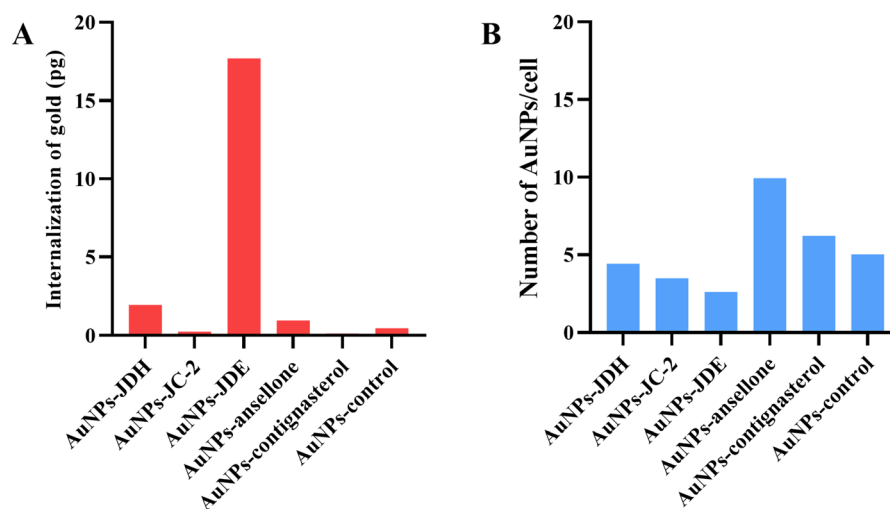 A
Internalization of gold (pg)
20
15
10
5
0
AuNPs-JDH
AuNPs-JC-2
AuNPs-JDE
AuNPs-ansellone
AuNPs-contignasterol
AuNPs-control
B
Number of AuNPs/cell
20
15
10
5
0
AuNPs-JDH
AuNPs-JC-2
AuNPs-JDE
AuNPs-ansellone
AuNPs-contignasterol
AuNPs-control